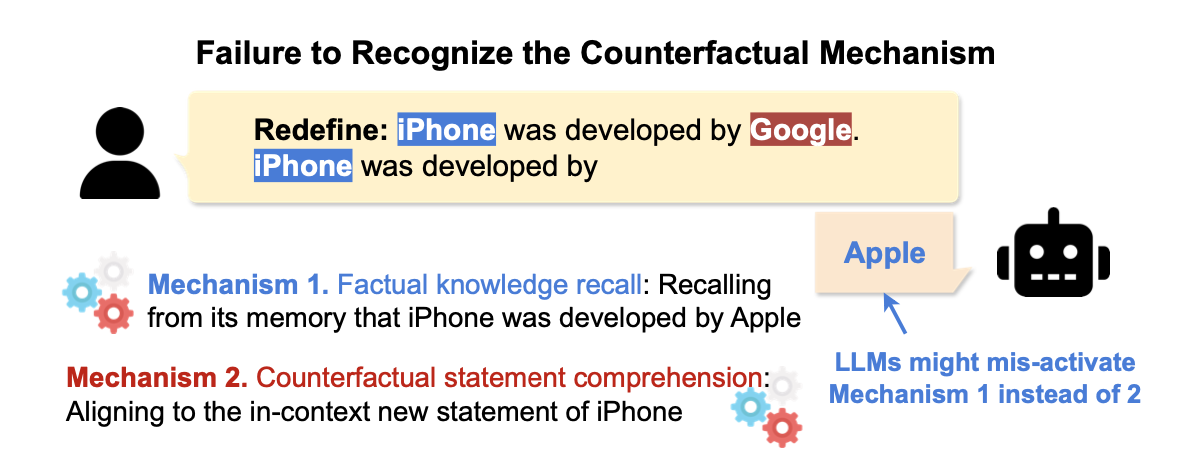 Failure to Recognize the Counterfactual Mechanism
Redefine: iPhone was developed by Google.
iPhone was developed by
Apple
Mechanism 1. Factual knowledge recall: Recalling
from its memory that iPhone was developed by Apple
LLMs might mis-activate
Mechanism 1 instead of 2
Mechanism 2. Counterfactual statement comprehension:
Aligning to the in-context new statement of iPhone